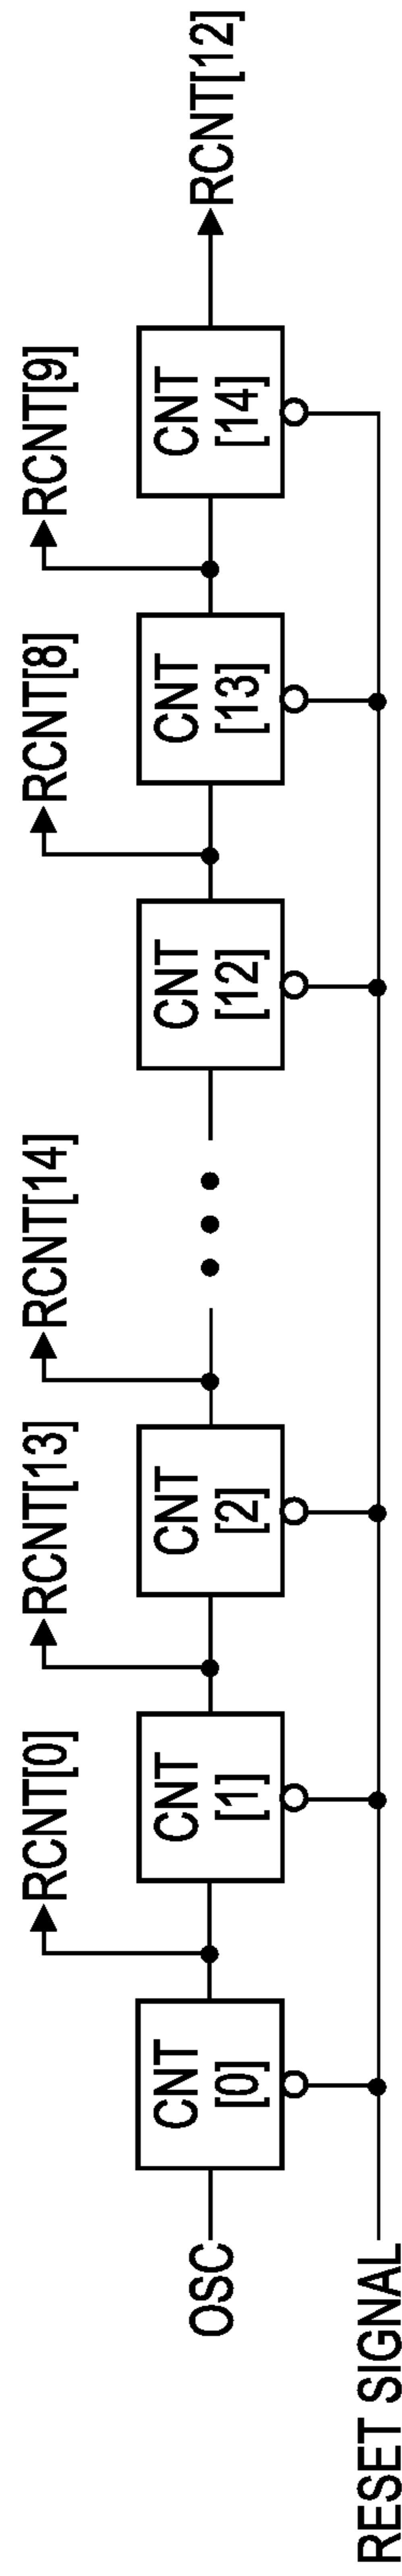 OSC
CNT
[0]
RCNT[0]
CNT
[1]
RCNT[13]
CNT
[2]
RCNT[14]
CNT
[12]
RCNT[8]
CNT
[13]
RCNT[9]
CNT
[14]
RCNT[12]
RESET SIGNAL